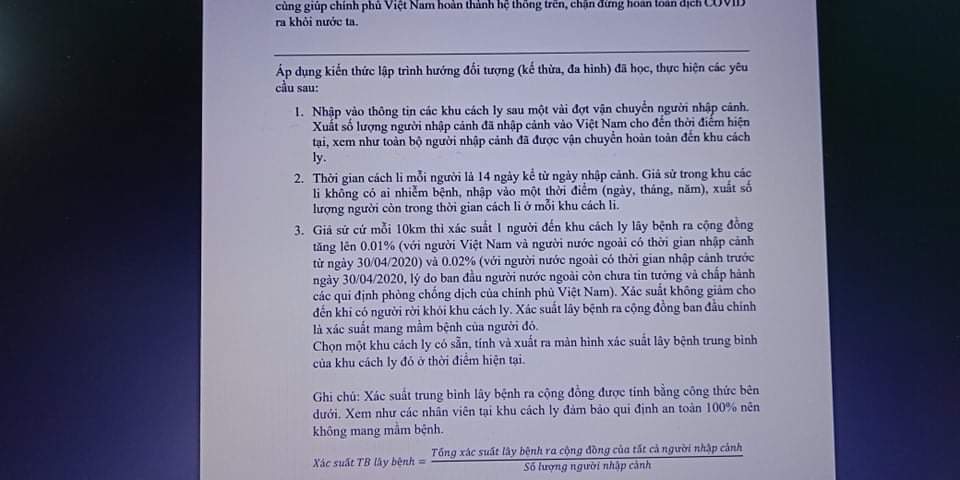 cùng giúp chính phủ Việt Nam hoàn thành hệ thống trên, chặn đứng hoàn toàn dịch COVID
ra khỏi nước ta.
Áp dụng kiến thức lập trình hướng đối tượng (kế thừa, đa hình) đã học, thực hiện các yêu
cầu sau:
1. Nhập vào thông tin các khu cách ly sau một vài đợt vận chuyển người nhập cảnh.
Xuất số lượng người nhập cảnh đã nhập cảnh vào Việt Nam cho đến thời điểm hiện
tại, xem như toàn bộ người nhập cảnh đã được vận chuyển hoàn toàn đến khu cách
ly.
2. Thời gian cách li mỗi người là 14 ngày kể từ ngày nhập cảnh. Giả sử trong khu các
li không có ai nhiễm bệnh, nhập vào một thời điểm (ngày, tháng, năm), xuất số
lượng người còn trong thời gian cách li ở mỗi khu cách li.
3. Giả sử cứ mỗi 10km thì xác suất 1 người đến khu cách ly lây bệnh ra cộng đồng
tăng lên 0.01% (với người Việt Nam và người nước ngoài có thời gian nhập cảnh
từ ngày 30/04/2020) và 0.02% (với người nước ngoài có thời gian nhập cảnh trước
ngày 30/04/2020, lý do ban đầu người nước ngoài còn chưa tin tưởng và chấp hành
các qui định phòng chống dịch của chính phủ Việt Nam). Xác suất không giảm cho
đến khi có người rời khỏi khu cách ly. Xác suất lây bệnh ra cộng đồng ban đầu chính
là xác suất mang mầm bệnh của người đó.
Chọn một khu cách ly có sẵn, tính và xuất ra màn hình xác suất lây bệnh trung bình
của khu cách ly đó ở thời điểm hiện tại.
Ghi chú: Xác suất trung bình lây bệnh ra cộng đồng được tính bằng công thức bên
dưới. Xem như các nhân viên tại khu cách ly đảm bảo qui định an toàn 100% nên
không mang mầm bệnh.
Xác suất TB lây bệnh = Tổng xác suất lây bệnh ra cộng đồng của tất cả người nhập cảnh
Số lượng người nhập cảnh